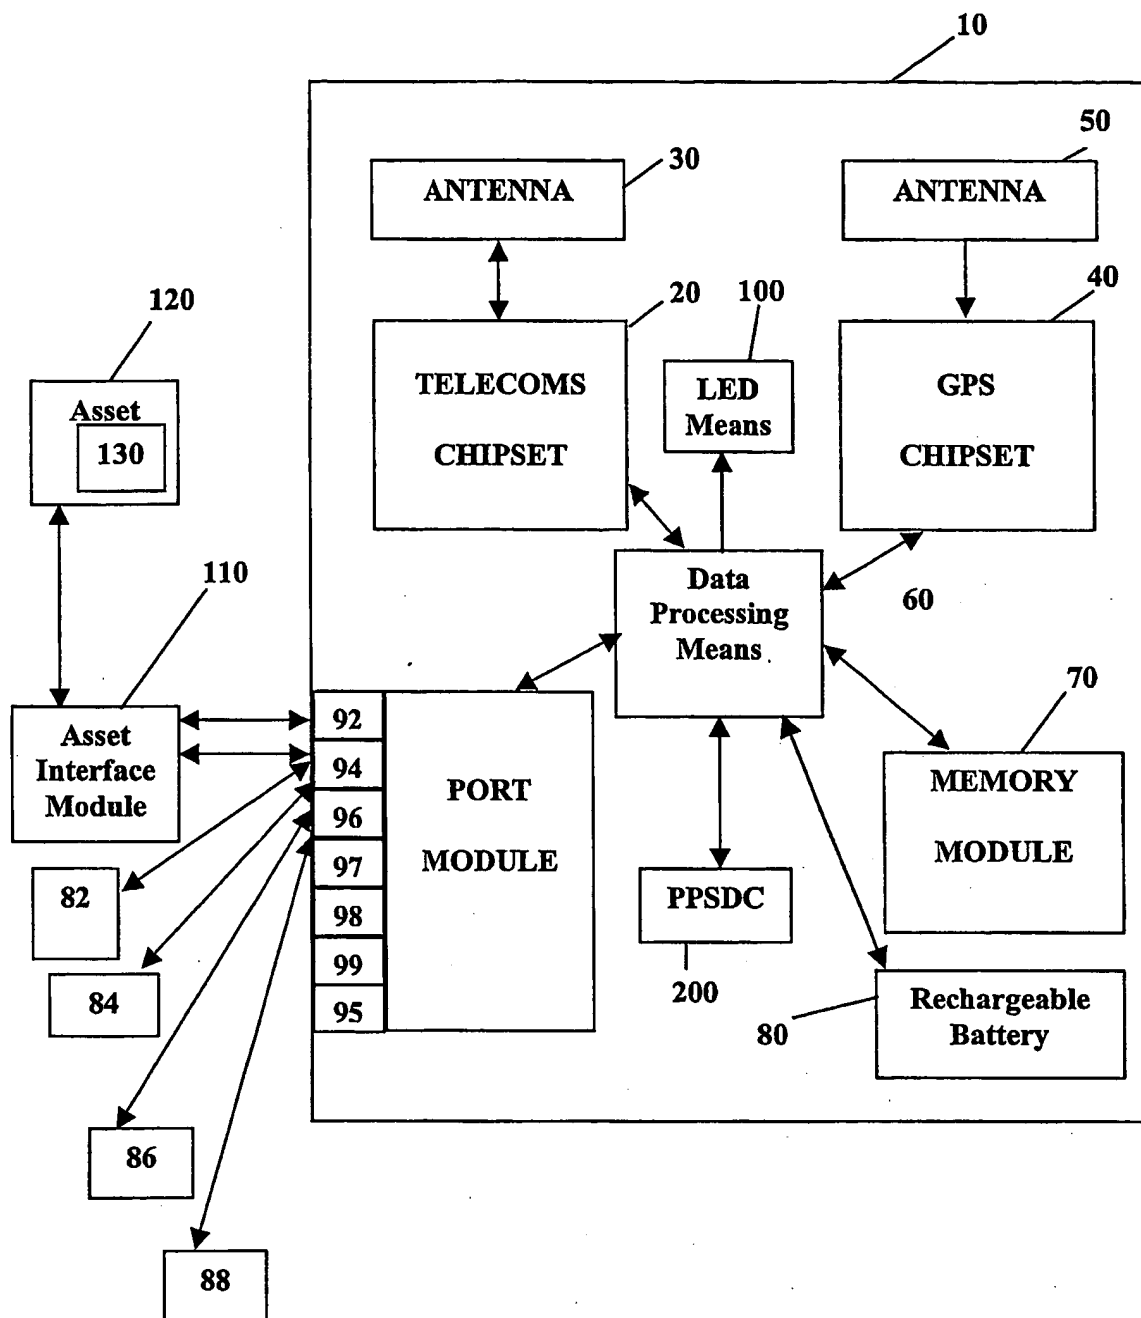 10
50
30
ANTENNA
ANTENNA
20
100
40
120
TELECOMS
CHIPSET
LED
Means
GPS
CHIPSET
Asset
130
110
Data
Processing
Means
60
70
Asset
Interface
Module
92
94
96
97
98
99
95
PORT
MODULE
MEMORY
MODULE
82
84
PPSDC
200
80
Rechargeable
Battery
86
88